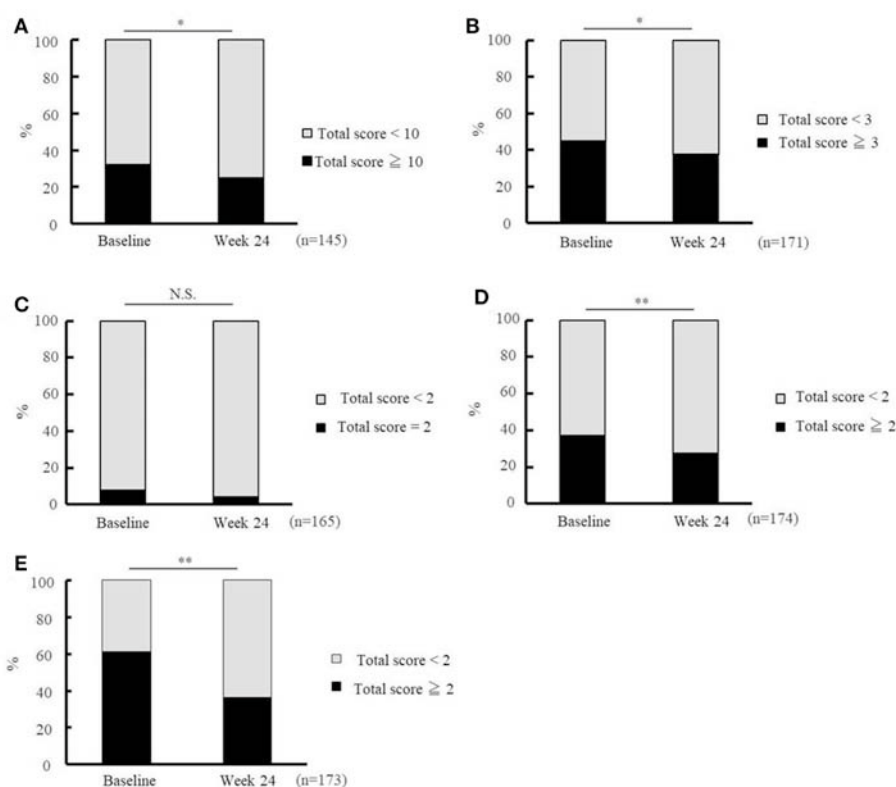 A
*
100
80
60
40
20
0
%
Baseline Week 24 (n=145)
Total score < 10
Total score ≧ 10
B
*
100
80
60
40
20
0
%
Baseline Week 24 (n=171)
Total score < 3
Total score ≧ 3
C
N.S.
100
80
60
40
20
0
%
Baseline Week 24 (n=165)
Total score < 2
Total score = 2
D
**
100
80
60
40
20
0
%
Baseline Week 24 (n=174)
Total score < 2
Total score ≧ 2
E
**
100
80
60
40
20
0
%
Baseline Week 24 (n=173)
Total score < 2
Total score ≧ 2